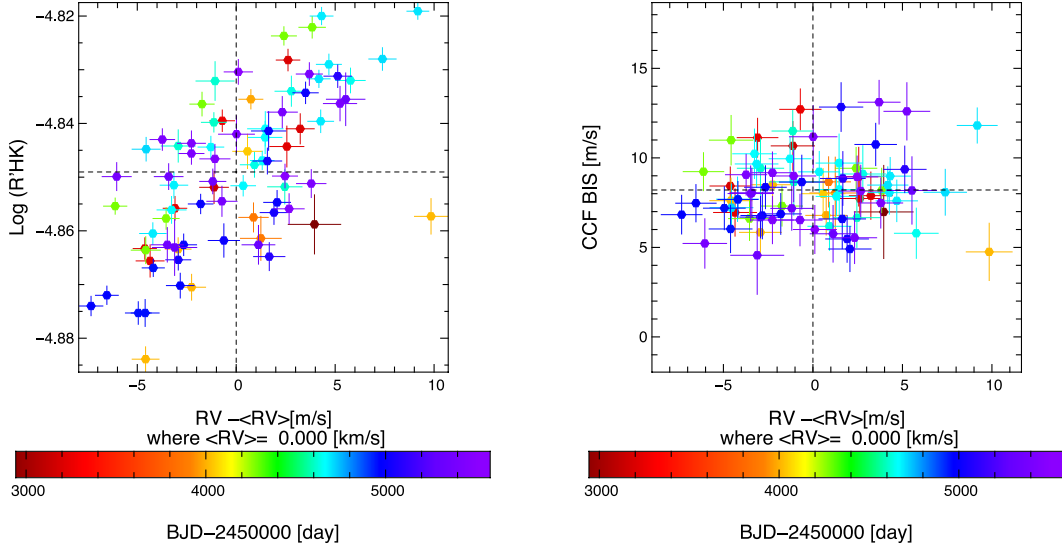 −4.82
−4.84
−4.86
−4.88
Log (R'HK)
−5
0
5
10
RV −<RV>[m/s]
where <RV>= 0.000 [km/s]
3000
4000
5000
BJD−2450000 [day]
15
10
5
0
CCF BIS [m/s]
−5
0
5
10
RV −<RV>[m/s]
where <RV>= 0.000 [km/s]
3000
4000
5000
BJD−2450000 [day]